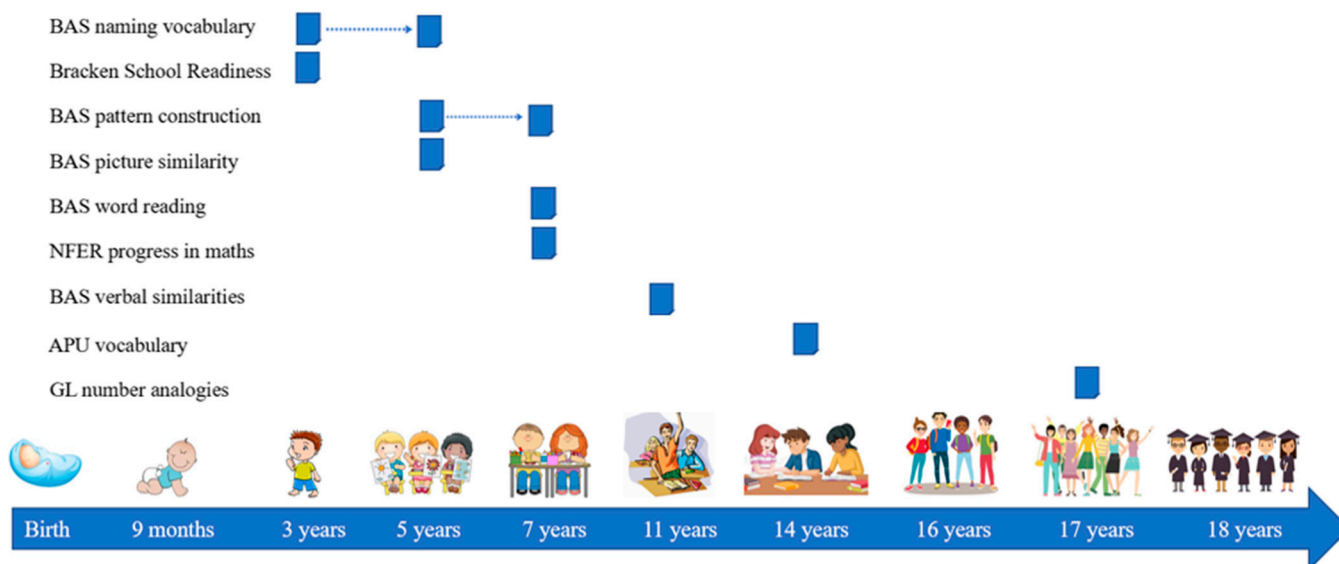 BAS naming vocabulary
Bracken School Readiness
BAS pattern construction
BAS picture similarity
BAS word reading
NFER progress in maths
BAS verbal similarities
APU vocabulary
GL number analogies
Birth 9 months 3 years 5 years 7 years 11 years 14 years 16 years 17 years 18 years